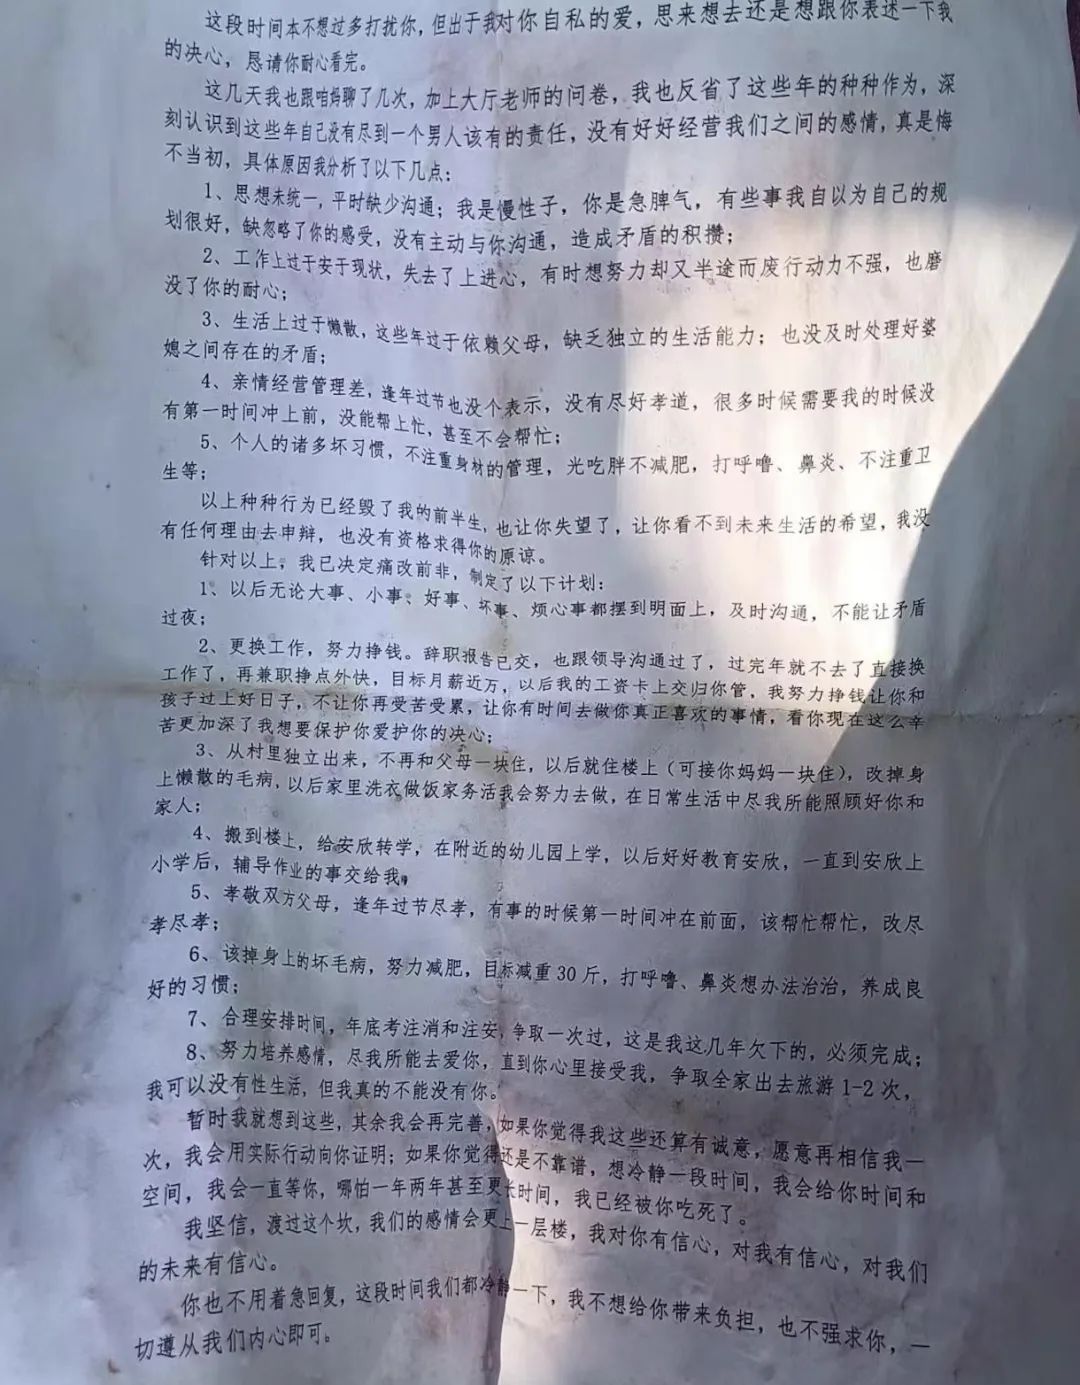 这段时间本不想过多打扰你，但出于我对你自私的爱，思来想去还是想跟你表述一下我
的决心，恳请你耐心看完。
这几天我也跟咱妈聊了几次，加上大厅老师的问卷，我也反省了这些年的种种作为，深
刻认识到这些年自己没有尽到一个男人该有的责任，没有好好经营我们之间的感情，真是悔
不当初，具体原因我分析了以下几点：
1、思想未统一，平时缺少沟通；我是慢性子，你是急脾气，有些事我自以为自己的规
划很好，缺忽略了你的感受，没有主动与你沟通，造成矛盾的积攒；
2、工作上过于安于现状，失去了上进心，有时想努力却又半途而废行动力不强，也磨
没了你的耐心；
3、生活上过于懒散，这些年过于依赖父母，缺乏独立的生活能力；也没及时处理好婆
媳之间存在的矛盾；
4、亲情经营管理差，逢年过节也没个表示，没有尽好孝道，很多时候需要我的时候没
有第一时间冲上前，没能帮上忙，甚至不会帮忙；
5、个人的诸多坏习惯，不注重身材的管理，光吃胖不减肥，打呼噜、鼻炎、不注重卫
生等；
以上种种行为已经毁了我的前半生，也让你失望了，让你看不到未来生活的希望，我没
有任何理由去申辩，也没有资格求得你的原谅。
针对以上，我已决定痛改前非，制定了以下计划：
1、以后无论大事、小事、好事、坏事、烦心事都摆到明面上，及时沟通，不能让矛盾
过夜；
2、更换工作，努力挣钱。辞职报告已交，也跟领导沟通过了，过完年就不去了直接换
工作了，再兼职挣点外快，目标月薪近万，以后我的工资卡上交归你管，我努力挣钱让你和
孩子过上好日子，不让你再受苦受累，让你有时间去做你真正喜欢的事情，看你现在这么辛
苦更加深了我想要保护你爱护你的决心；
3、从村里独立出来，不再和父母一块住，以后就住楼上（可接你妈妈一块住），改掉身
上懒散的毛病，以后家里洗衣做饭家务活我会努力去做，在日常生活中尽我所能照顾好你和
家人；
4、搬到楼上，给安欣转学，在附近的幼儿园上学，以后好好教育安欣，一直到安欣上
小学后，辅导作业的事交给我，
5、孝敬双方父母，逢年过节尽孝，有事的时候第一时间冲在前面，该帮忙帮忙，改尽
孝尽孝；
6、该掉身上的坏毛病，努力减肥，目标减重 30 斤，打呼噜、鼻炎想办法治治，养成良
好的习惯；
7、合理安排时间，年底考注消和注安，争取一次过，这是我这几年欠下的，必须完成；
8、努力培养感情，尽我所能去爱你，直到你心里接受我，争取全家出去旅游 1-2 次，
我可以没有性生活，但我真的不能没有你。
暂时我就想到这些，其余我会再完善，如果你觉得我这些还算有诚意，愿意再相信我一
次，我会用实际行动向你证明；如果你觉得还是不靠谱，想冷静一段时间，我会给你时间和
空间，我会一直等你，哪怕一年两年甚至更长时间，我已经被你吃死了。
我坚信，渡过这个坎，我们的感情会更上一层楼，我对你有信心，对我有信心，对我们
的未来有信心。
你也不用着急回复，这段时间我们都冷静一下，我不想给你带来负担，也不强求你，一
切遵从我们内心即可。